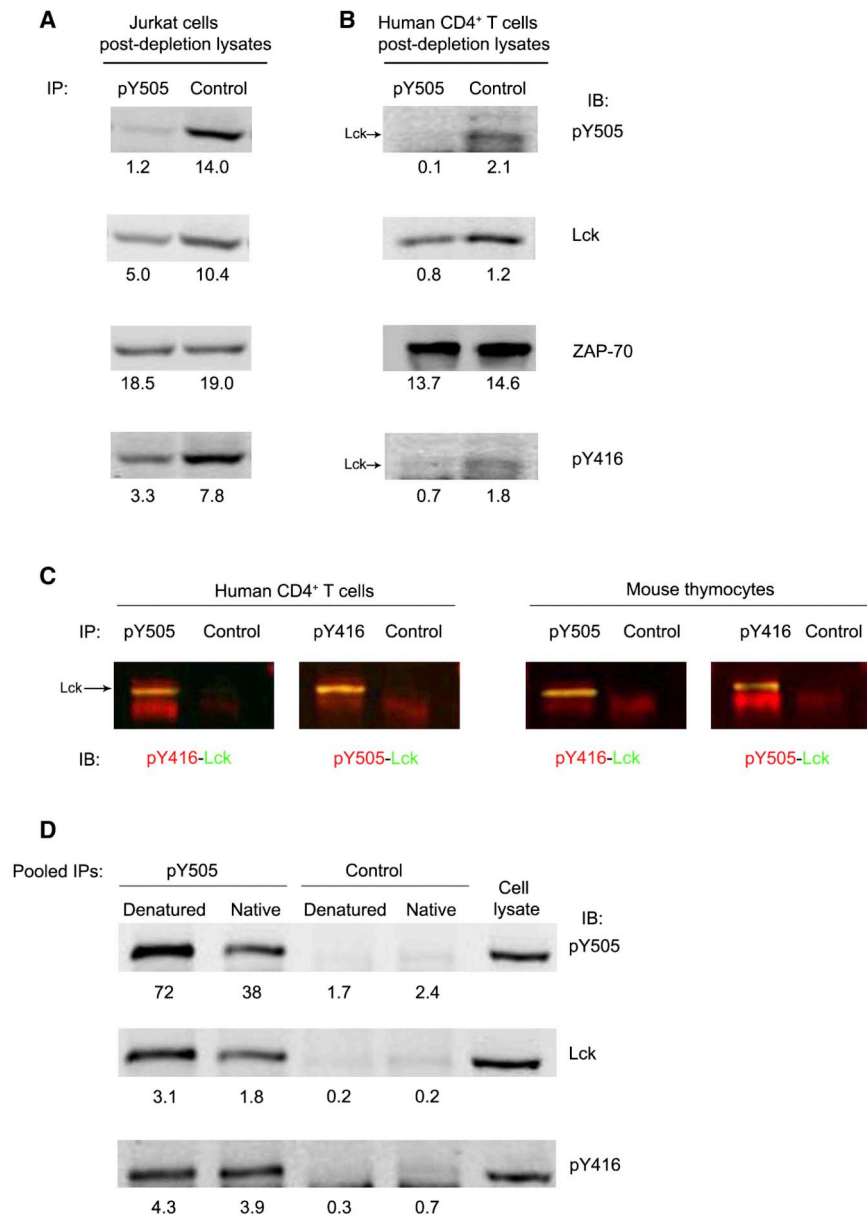 A
Jurkat cells
post-depletion lysates
B
Human CD4⁺ T cells
post-depletion lysates
IP:
pY505 Control
pY505 Control
IB:
Lck→
pY505
1.2 14.0
0.1 2.1
Lck
5.0 10.4
0.8 1.2
ZAP-70
18.5 19.0
13.7 14.6
Lck→
pY416
3.3 7.8
0.7 1.8
C
Human CD4⁺ T cells
Mouse thymocytes
IP:
pY505 Control
pY416 Control
pY505 Control
pY416 Control
Lck→
IB:
pY416-Lck
pY505-Lck
pY416-Lck
pY505-Lck
D
Pooled IPs:
pY505
Control
Cell
lysate
Denatured Native
Denatured Native
IB:
pY505
72 38 1.7 2.4
Lck
3.1 1.8 0.2 0.2
pY416
4.3 3.9 0.3 0.7